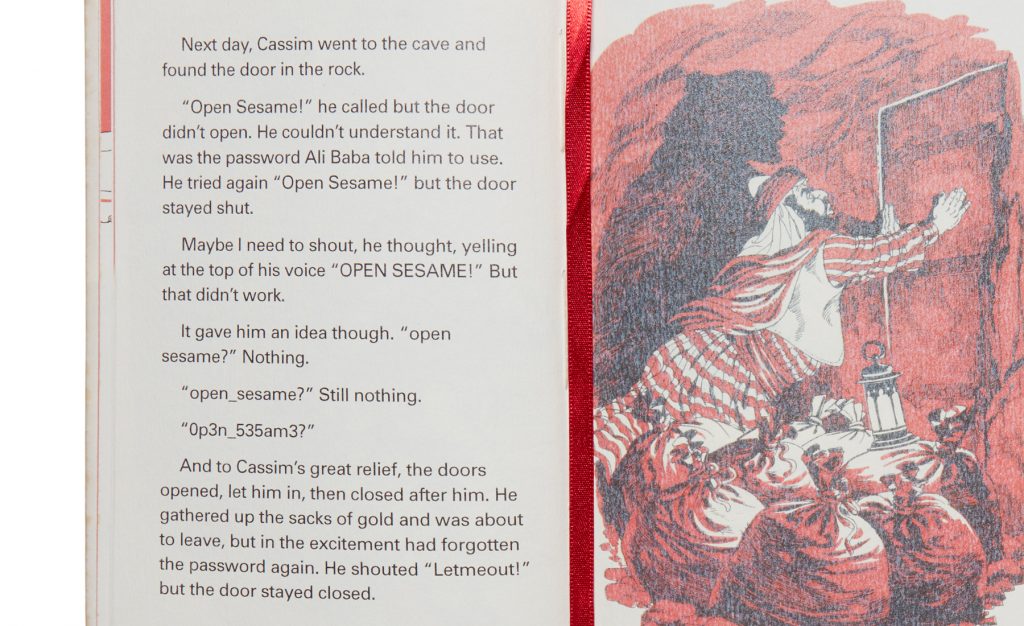 Next day, Cassim went to the cave and
found the door in the rock.
“Open Sesame!” he called but the door
didn’t open. He couldn’t understand it. That
was the password Ali Baba told him to use.
He tried again “Open Sesame!” but the door
stayed shut.
Maybe I need to shout, he thought, yelling
at the top of his voice “OPEN SESAME!” But
that didn’t work.
It gave him an idea though. “open
sesame?” Nothing.
“open_sesame?” Still nothing.
“0p3n_535am3?”
And to Cassim’s great relief, the doors
opened, let him in, then closed after him. He
gathered up the sacks of gold and was about
to leave, but in the excitement had forgotten
the password again. He shouted “Letmeout!”
but the door stayed closed.